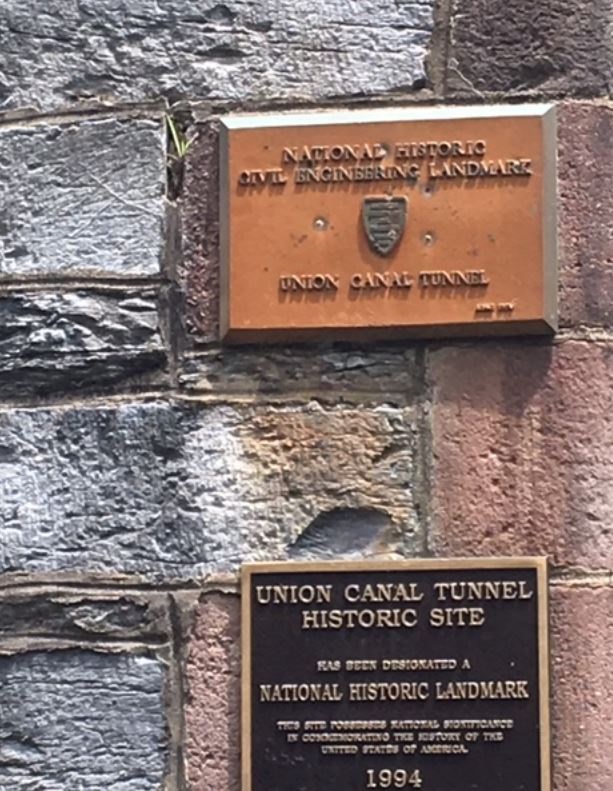 NATIONAL HISTORIC
CIVIL ENGINEERING LANDMARK
UNION CANAL TUNNEL
UNION CANAL TUNNEL
HISTORIC SITE
HAS BEEN DESIGNATED A
NATIONAL HISTORIC LANDMARK
THIS SITE POSSESSES NATIONAL SIGNIFICANCE
IN COMMEMORATING THE HISTORY OF THE
UNITED STATES OF AMERICA.
1994